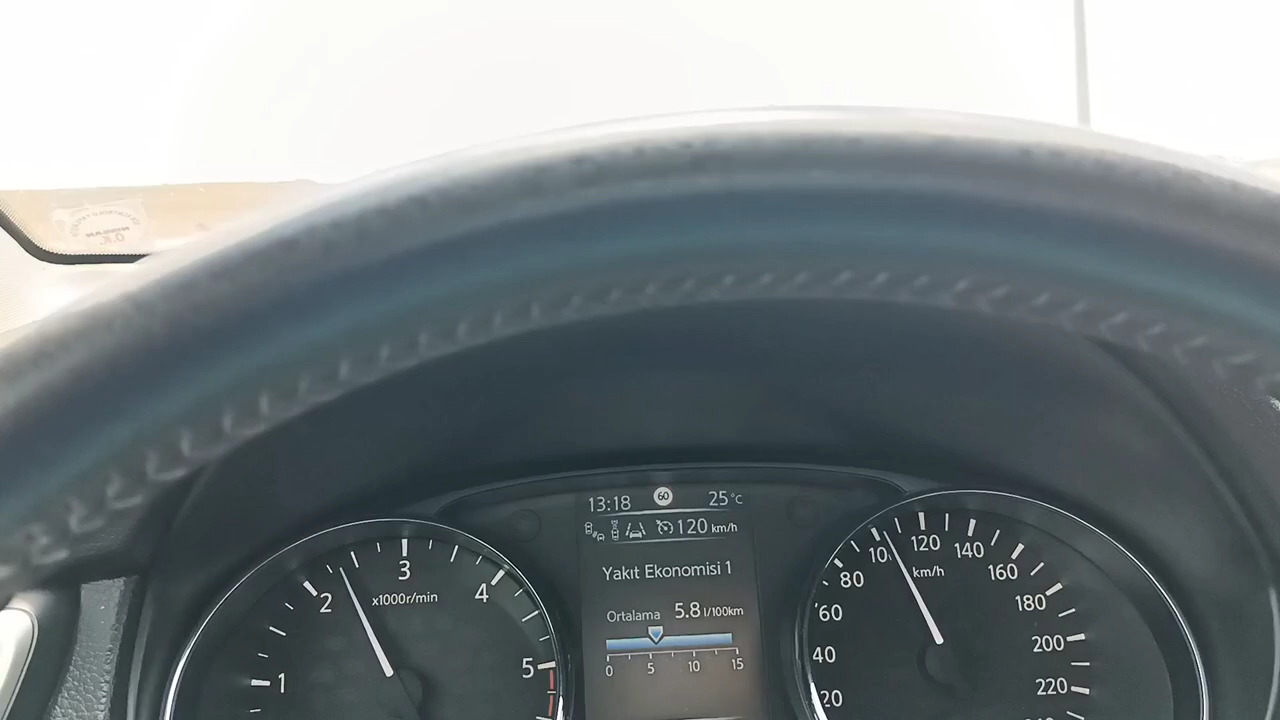 13:18 60 25°C
120 km/h
Yakıt Ekonomisi 1
Ortalama 5.8 l/100km
0 5 10 15
1 2 3 4 5
x1000r/min
20 40 60 80 120 140 160 180 200 220
km/h
NISSAN